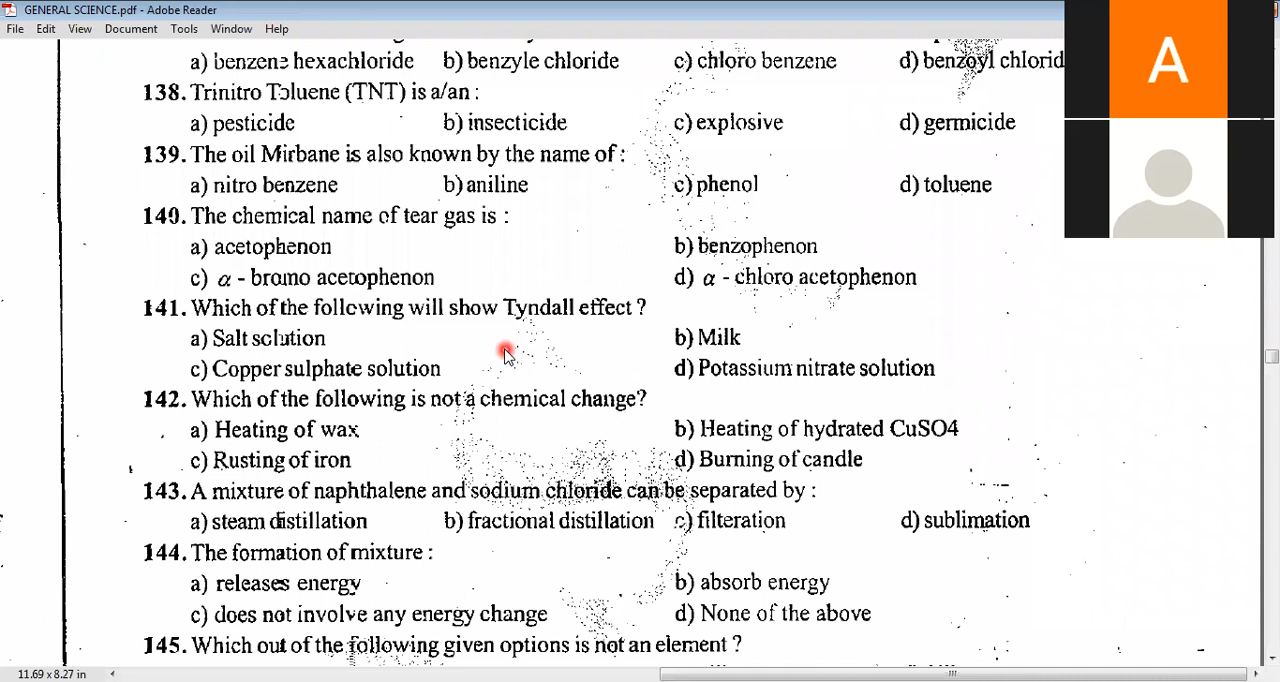 GENERAL SCIENCE.pdf - Adobe Reader
File Edit View Document Tools Window Help
A
a) benzene hexachloride b) benzyle chloride c) chloro benzene d) benzoyl chlorid
138. Trinitro Toluene (TNT) is a/an :
a) pesticide b) insecticide c) explosive d) germicide
139. The oil Mirbane is also known by the name of :
a) nitro benzene b) aniline c) phenol d) toluene
140. The chemical name of tear gas is :
a) acetophenon b) benzophenon
c) α - bromo acetophenon d) α - chloro acetophenon
141. Which of the following will show Tyndall effect ?
a) Salt solution b) Milk
c) Copper sulphate solution d) Potassium nitrate solution
142. Which of the following is not a chemical change?
a) Heating of wax b) Heating of hydrated CuSO4
c) Rusting of iron d) Burning of candle
143. A mixture of naphthalene and sodium chloride can be separated by :
a) steam distillation b) fractional distillation c) filteration d) sublimation
144. The formation of mixture :
a) releases energy b) absorb energy
c) does not involve any energy change d) None of the above
145. Which out of the following given options is not an element ?
11.69 x 8.27 in